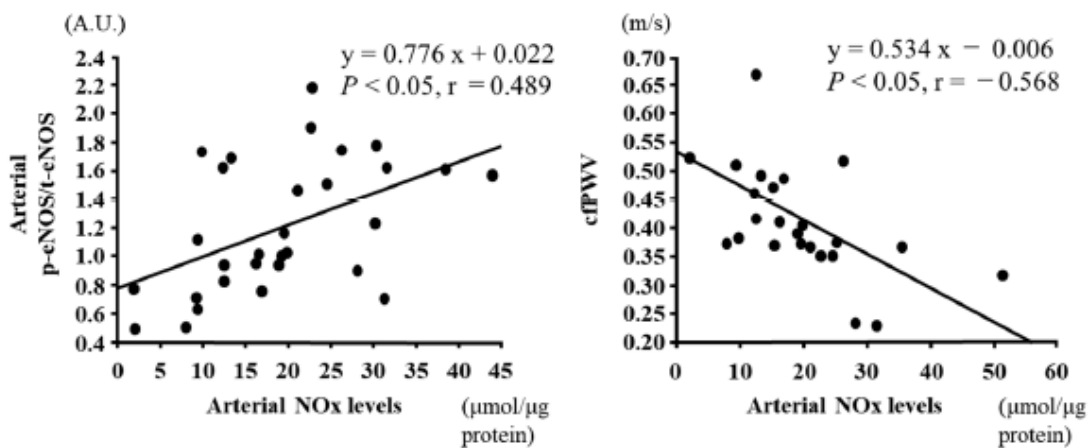 (A.U.)
y = 0.776 x + 0.022
P < 0.05, r = 0.489
Arterial
p-eNOS/t-eNOS
2.4
2.2
2.0
1.8
1.6
1.4
1.2
1.0
0.8
0.6
0.4
0 5 10 15 20 25 30 35 40 45
Arterial NOx levels
(μmol/μg
protein)
(m/s)
y = 0.534 x − 0.006
P < 0.05, r = − 0.568
cfPWV
0.70
0.65
0.60
0.55
0.50
0.45
0.40
0.35
0.30
0.25
0.20
0 10 20 30 40 50 60
Arterial NOx levels
(μmol/μg
protein)